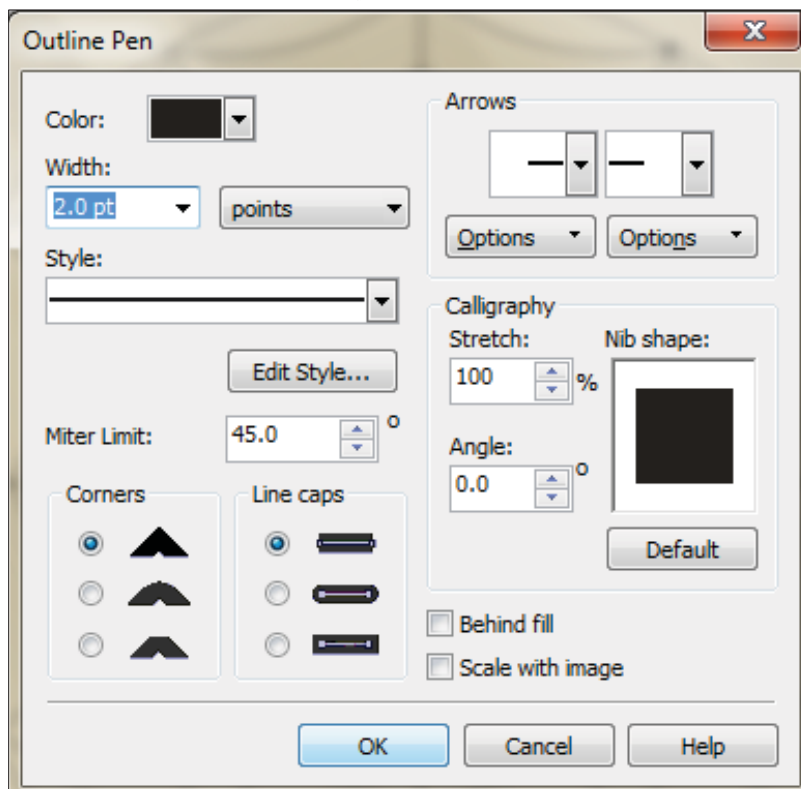 Outline Pen
X
Color:
Width:
2.0 pt
points
Style:
Edit Style...
Miter Limit:
45.0
o
Corners
Line caps
Arrows
Options
Options
Calligraphy
Stretch:
100
%
Nib shape:
Angle:
0.0
o
Default
Behind fill
Scale with image
OK
Cancel
Help